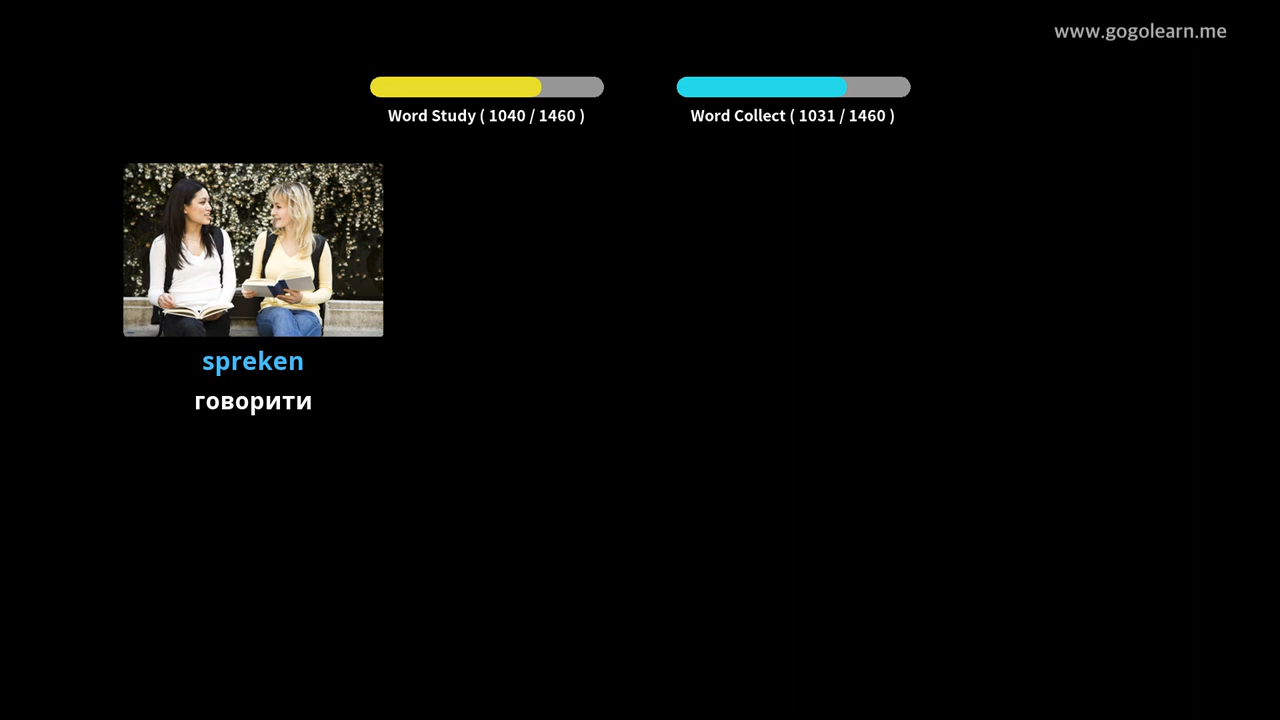 www.gogolearn.me
Word Study ( 1040 / 1460 )
Word Collect ( 1031 / 1460 )
spreken
говорити